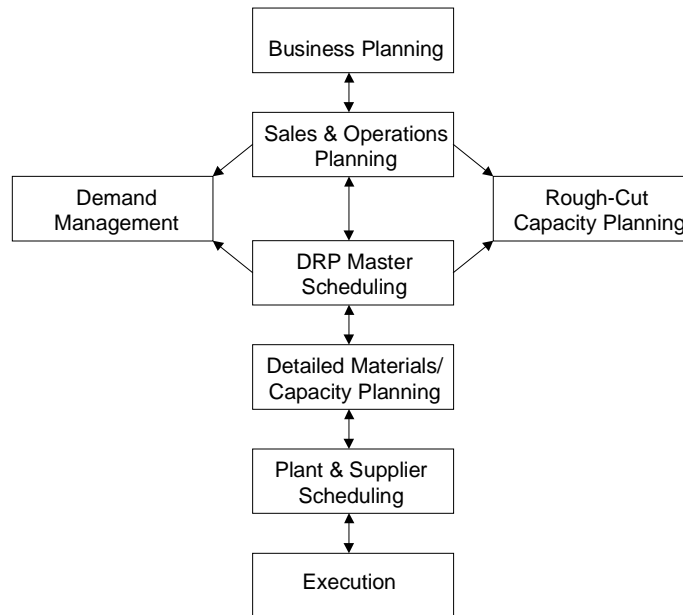 Business Planning
Sales & Operations
Planning
Demand
Management
Rough-Cut
Capacity Planning
DRP Master
Scheduling
Detailed Materials/
Capacity Planning
Plant & Supplier
Scheduling
Execution